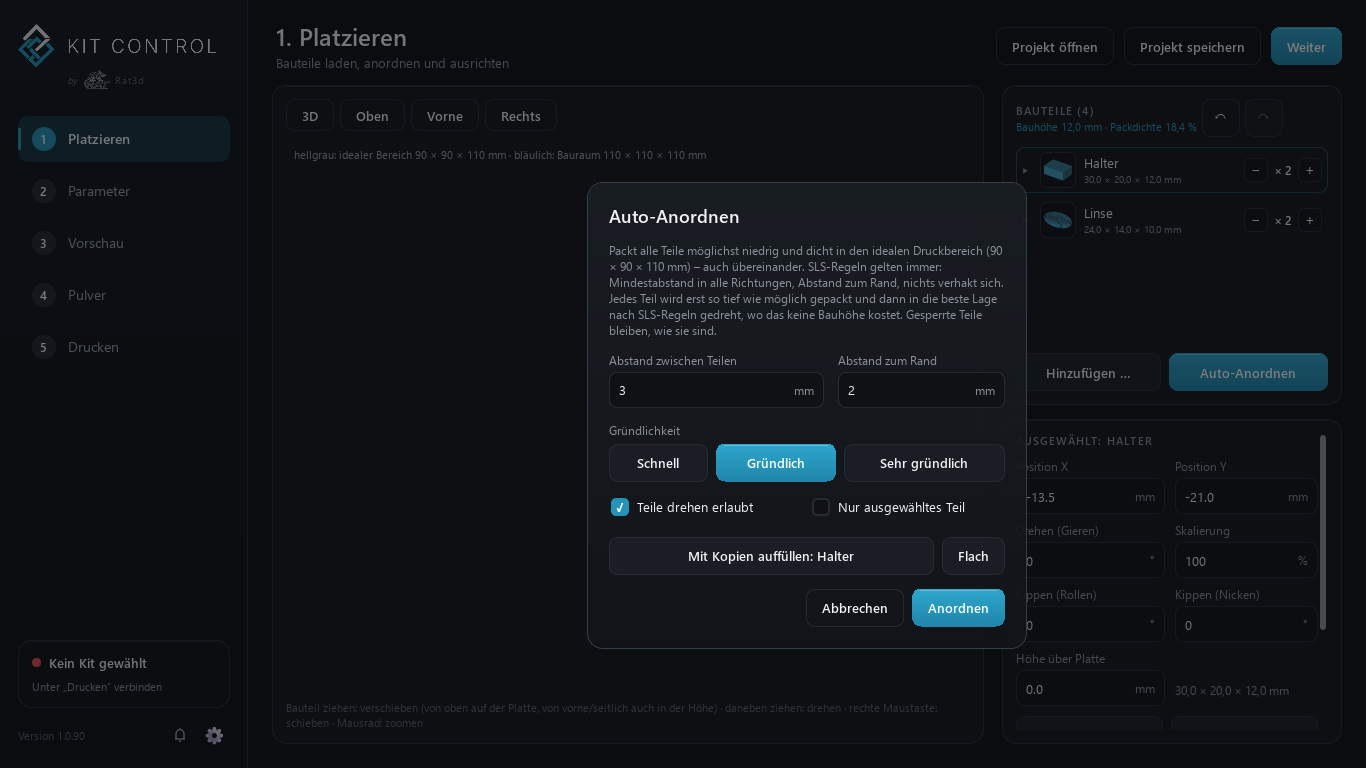 KIT CONTROL
by Rat3d
1 Platzieren
2 Parameter
3 Vorschau
4 Pulver
5 Drucken
Kein Kit gewählt
Unter „Drucken“ verbinden
Version 1.0.90
1. Platzieren
Bauteile laden, anordnen und ausrichten
Projekt öffnen
Projekt speichern
Weiter
3D
Oben
Vorne
Rechts
hellgrau: idealer Bereich 90 × 90 × 110 mm · bläulich: Bauraum 110 × 110 × 110 mm
Bauteil ziehen: verschieben (von oben auf der Platte, von vorne/seitlich auch in der Höhe) · daneben ziehen: drehen · rechte Maustaste:
schieben · Mausrad: zoomen
Auto-Anordnen
Packt alle Teile möglichst niedrig und dicht in den idealen Druckbereich (90
× 90 × 110 mm) – auch übereinander. SLS-Regeln gelten immer:
Mindestabstand in alle Richtungen, Abstand zum Rand, nichts verhakt sich.
Jedes Teil wird erst so tief wie möglich gepackt und dann in die beste Lage
nach SLS-Regeln gedreht, wo das keine Bauhöhe kostet. Gesperrte Teile
bleiben, wie sie sind.
Abstand zwischen Teilen
Abstand zum Rand
3 mm
2 mm
Gründlichkeit
Schnell
Gründlich
Sehr gründlich
Teile drehen erlaubt
Nur ausgewähltes Teil
Mit Kopien auffüllen: Halter
Flach
Abbrechen
Anordnen
BAUTEILE (4)
Bauhöhe 12,0 mm · Packdichte 18,4 %
Halter
30,0 × 20,0 × 12,0 mm
− × 2 +
Linse
24,0 × 14,0 × 10,0 mm
− × 2 +
Hinzufügen ...
Auto-Anordnen
USGEWÄHLT: HALTER
osition X
Position Y
-13.5 mm
-21.0 mm
rehen (Gieren)
Skalierung
0 °
100 %
ippen (Rollen)
Kippen (Nicken)
0 °
0 °
Höhe über Platte
0.0 mm
30,0 × 20,0 × 12,0 mm